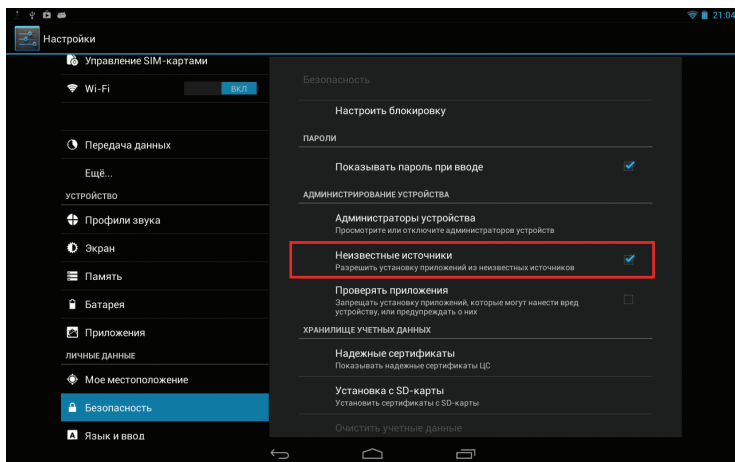 21:04
Настройки
Управление SIM-картами
Wi-Fi
ВКЛ
Передача данных
Ещё...
УСТРОЙСТВО
Профили звука
Экран
Память
Батарея
Приложения
ЛИЧНЫЕ ДАННЫЕ
Мое местоположение
Безопасность
Язык и ввод
Безопасность
Настроить блокировку
ПАРОЛИ
Показывать пароль при вводе
АДМИНИСТРИРОВАНИЕ УСТРОЙСТВА
Администраторы устройства
Просмотрите или отключите администраторов устройств
Неизвестные источники
Разрешить установку приложений из неизвестных источников
Проверять приложения
Запрещать установку приложений, которые могут нанести вред
устройству, или предупреждать о них
ХРАНИЛИЩЕ УЧЕТНЫХ ДАННЫХ
Надежные сертификаты
Показывать надежные сертификаты ЦС
Установка с SD-карты
Установить сертификаты с SD-карты
Очистить учетные данные